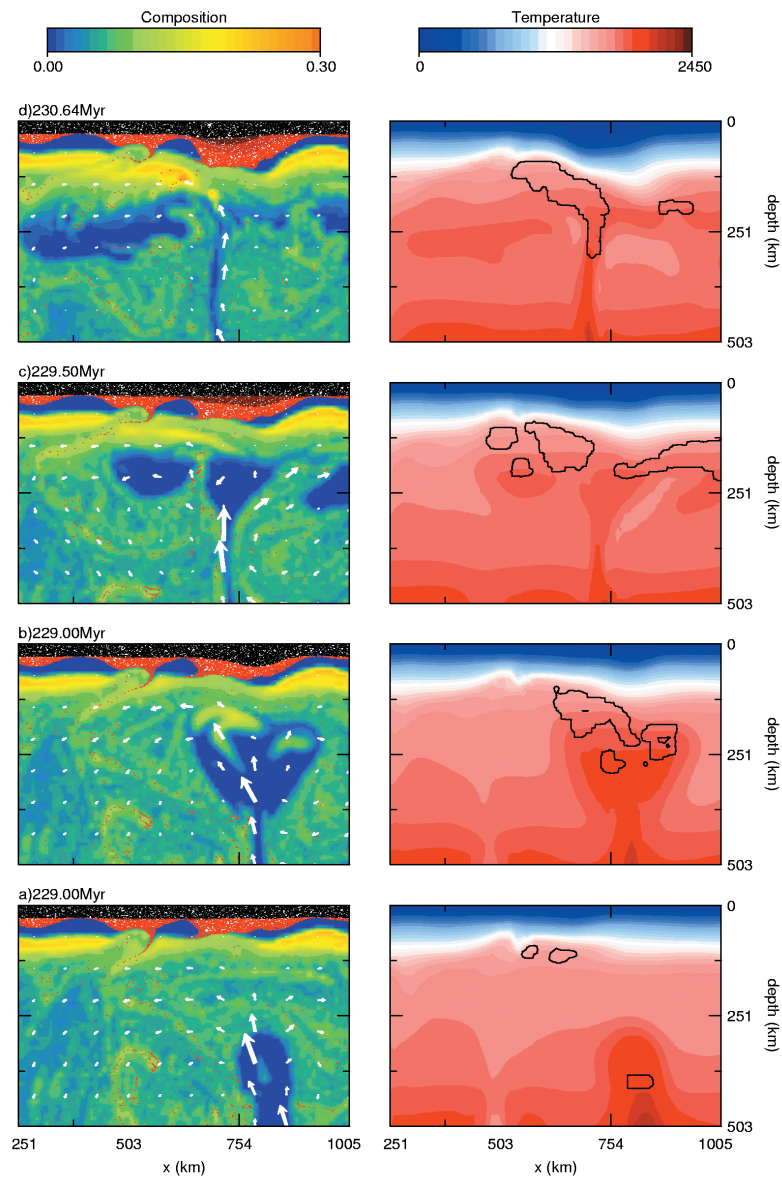 Composition Temperature
0.00 0.30 0 2450
d)230.64Myr
0
251
503
depth (km)
c)229.50Myr
0
251
503
depth (km)
b)229.00Myr
0
251
503
depth (km)
a)229.00Myr
0
251
503
depth (km)
251 503 754 1005 251 503 754 1005
x (km) x (km)